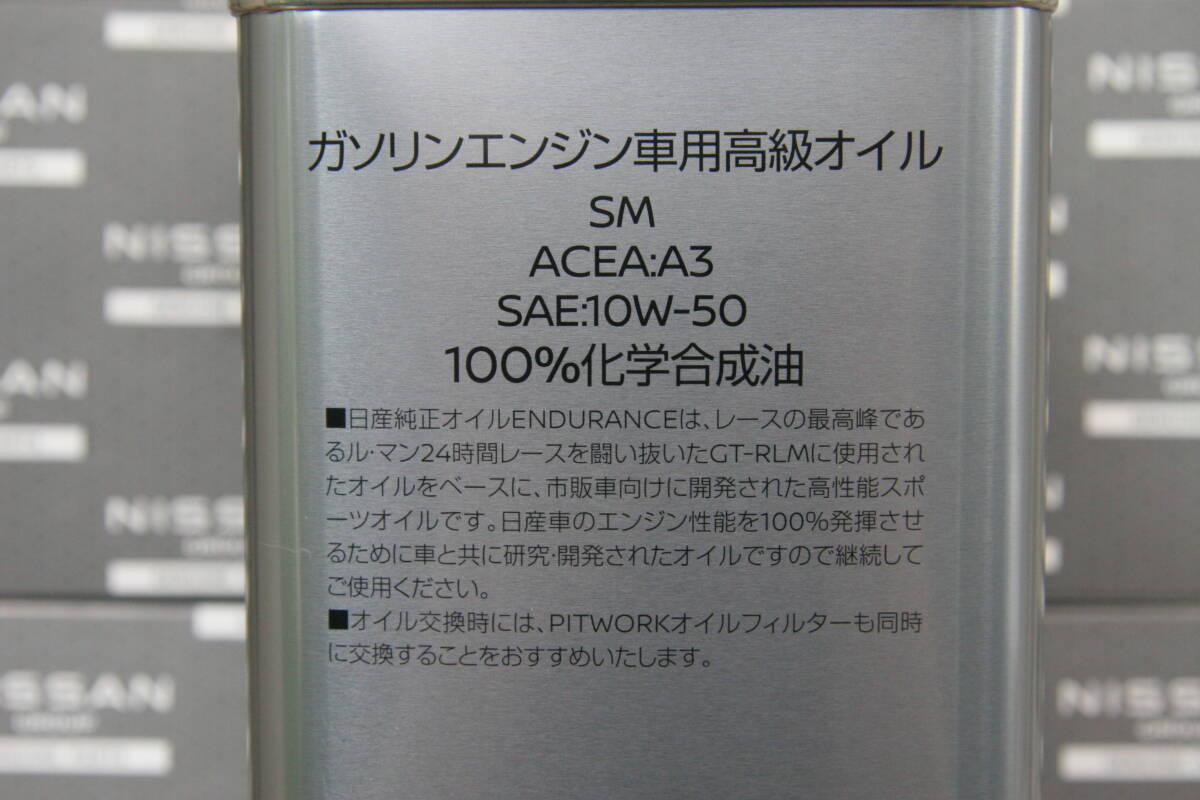 ガソリンエンジン車用高級オイル
SM
ACEA:A3
SAE:10W-50
100%化学合成油
■日産純正オイルENDURANCEは、レースの最高峰であ
るル・マン24時間レースを闘い抜いたGT-RLMに使用され
たオイルをベースに、市販車向けに開発された高性能スポ
ーツオイルです。日産車のエンジン性能を100%発揮させ
るために車と共に研究・開発されたオイルですので継続して
ご使用ください。
■オイル交換時には、PITWORKオイルフィルターも同時
に交換することをおすすめいたします。
SSAN
NISS
NISSAN
NISS
SSAN
NISSAN
NISS
NISSAN
NISSAN